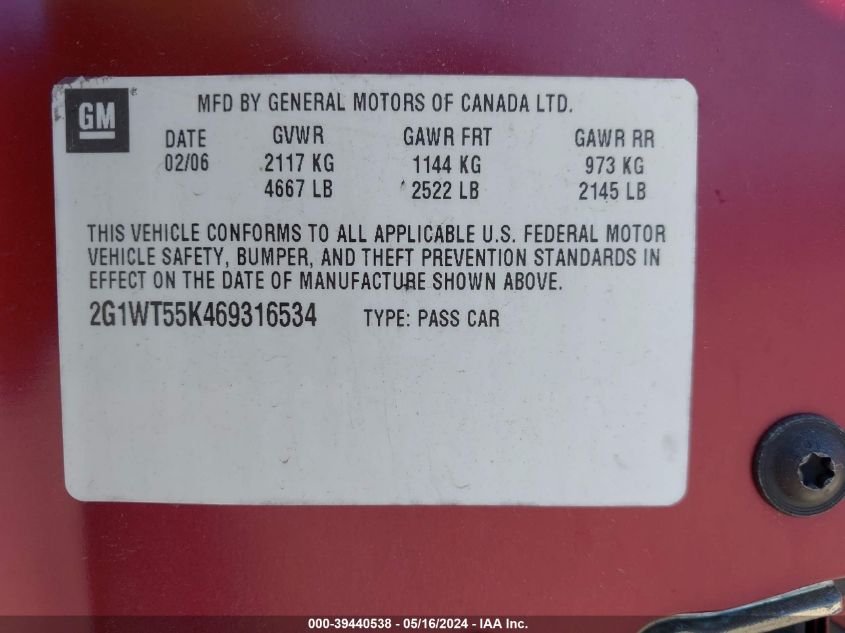 GM
MFD BY GENERAL MOTORS OF CANADA LTD.
DATE GVWR GAWR FRT GAWR RR
02/06 2117 KG 1144 KG 973 KG
4667 LB 2522 LB 2145 LB
THIS VEHICLE CONFORMS TO ALL APPLICABLE U.S. FEDERAL MOTOR
VEHICLE SAFETY, BUMPER, AND THEFT PREVENTION STANDARDS IN
EFFECT ON THE DATE OF MANUFACTURE SHOWN ABOVE.
2G1WT55K469316534 TYPE: PASS CAR
000-39440538 - 05/16/2024 - IAA Inc.